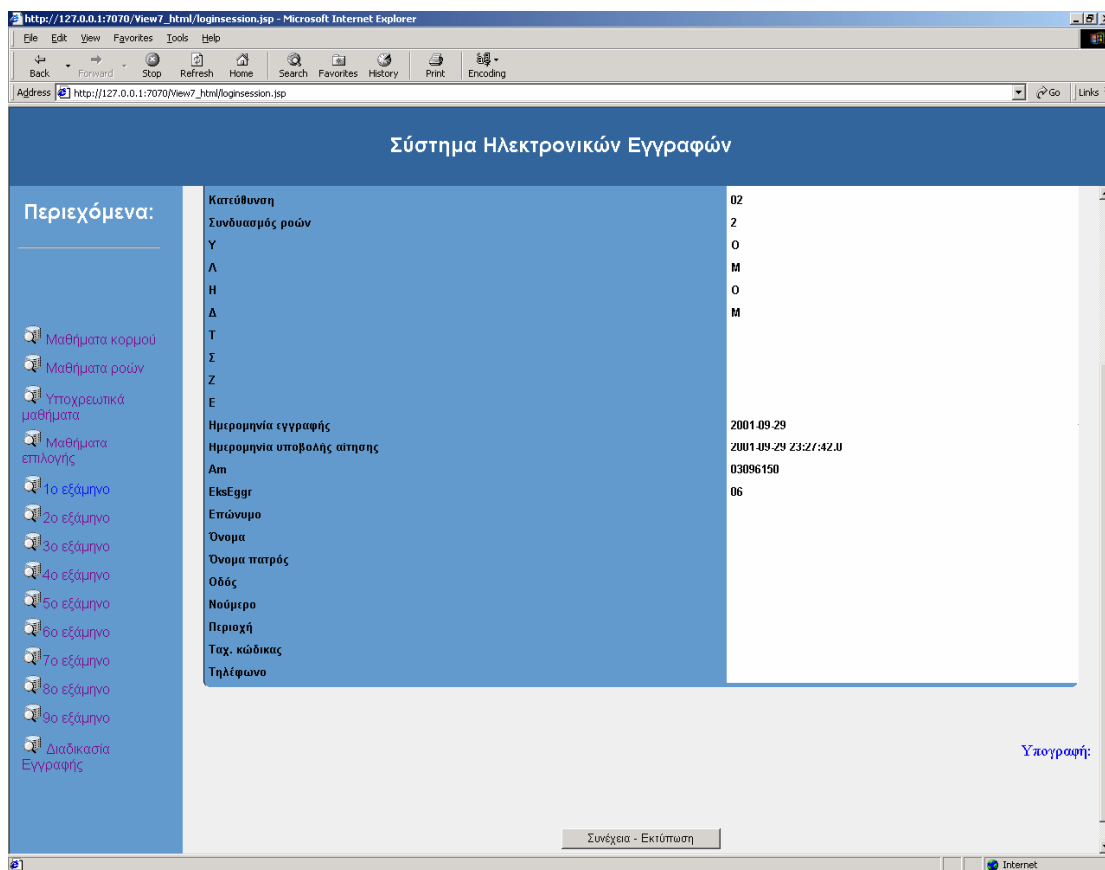 http://127.0.0.1:7070/View7_html/loginsession.jsp - Microsoft Internet Explorer
File Edit View Favorites Tools Help
Back Forward Stop Refresh Home Search Favorites History Print Encoding
Address http://127.0.0.1:7070/View7_html/loginsession.jsp Go Links
Σύστημα Ηλεκτρονικών Εγγραφών
Περιεχόμενα:
Μαθήματα κορμού
Μαθήματα ροών
Υποχρεωτικά
μαθήματα
Μαθήματα
επιλογής
1ο εξάμηνο
2ο εξάμηνο
3ο εξάμηνο
4ο εξάμηνο
5ο εξάμηνο
6ο εξάμηνο
7ο εξάμηνο
8ο εξάμηνο
9ο εξάμηνο
Διαδικασία
Εγγραφής
Κατεύθυνση 02
Συνδυασμός ροών 2
Υ Ο
Λ Μ
Η Ο
Δ Μ
Τ
Σ
Ζ
Ε
Ημερομηνία εγγραφής 2001-09-29
Ημερομηνία υποβολής αίτησης 2001-09-29 23:27:42.0
Am 03096150
EksEggr 06
Επώνυμο
Όνομα
Όνομα πατρός
Οδός
Νούμερο
Περιοχή
Ταχ. κώδικας
Τηλέφωνο
Υπογραφή:
Συνέχεια - Εκτύπωση
Internet